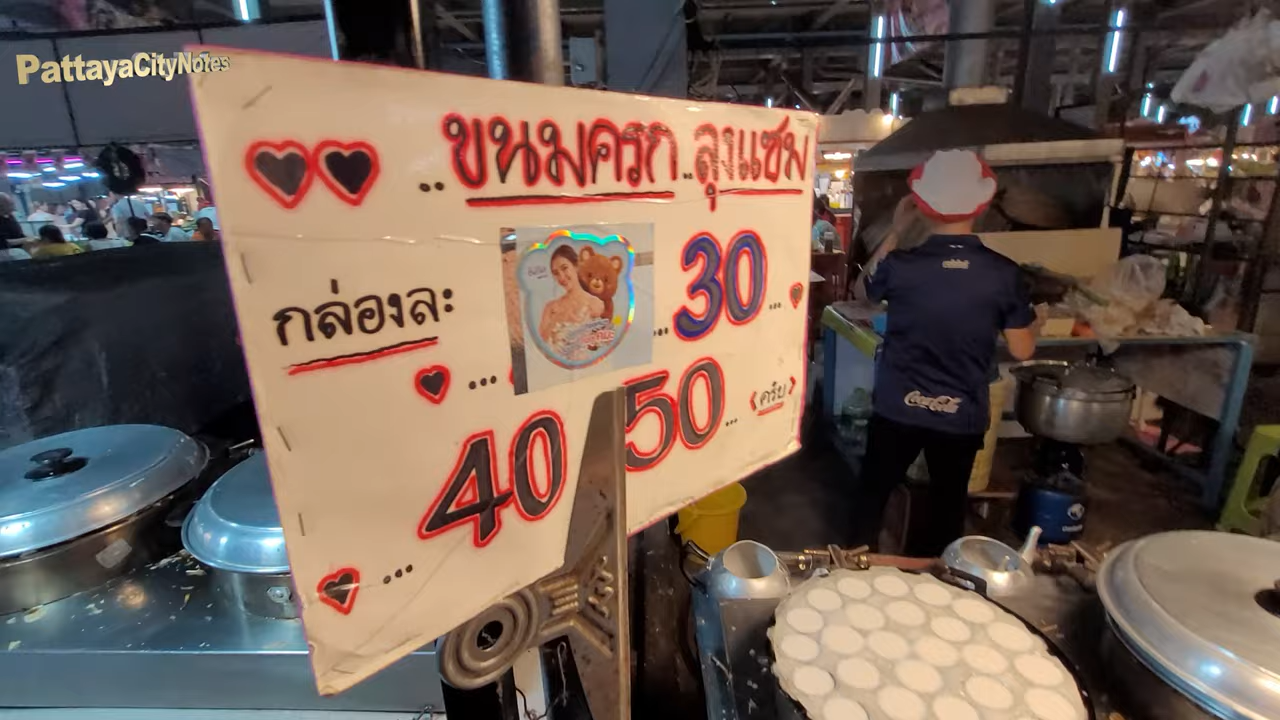 PattayaCityNotes
..ขนมครก..ลุงแซม
กล่องละ
...30...
...50...
(ครับ)
40
...
Coca-Cola